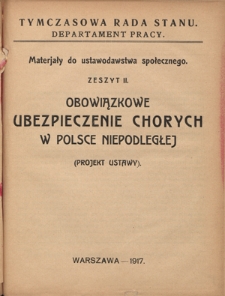 TYMCZASOWA RADA STANU.
DEPARTAMENT PRACY.
Materjały do ustawodawstwa społecznego.
ZESZYT II.
OBOWIĄZKOWE
UBEZPIECZENIE CHORYCH
W POLSCE NIEPODLEGŁEJ
(PROJEKT USTAWY).
WARSZAWA—1917.